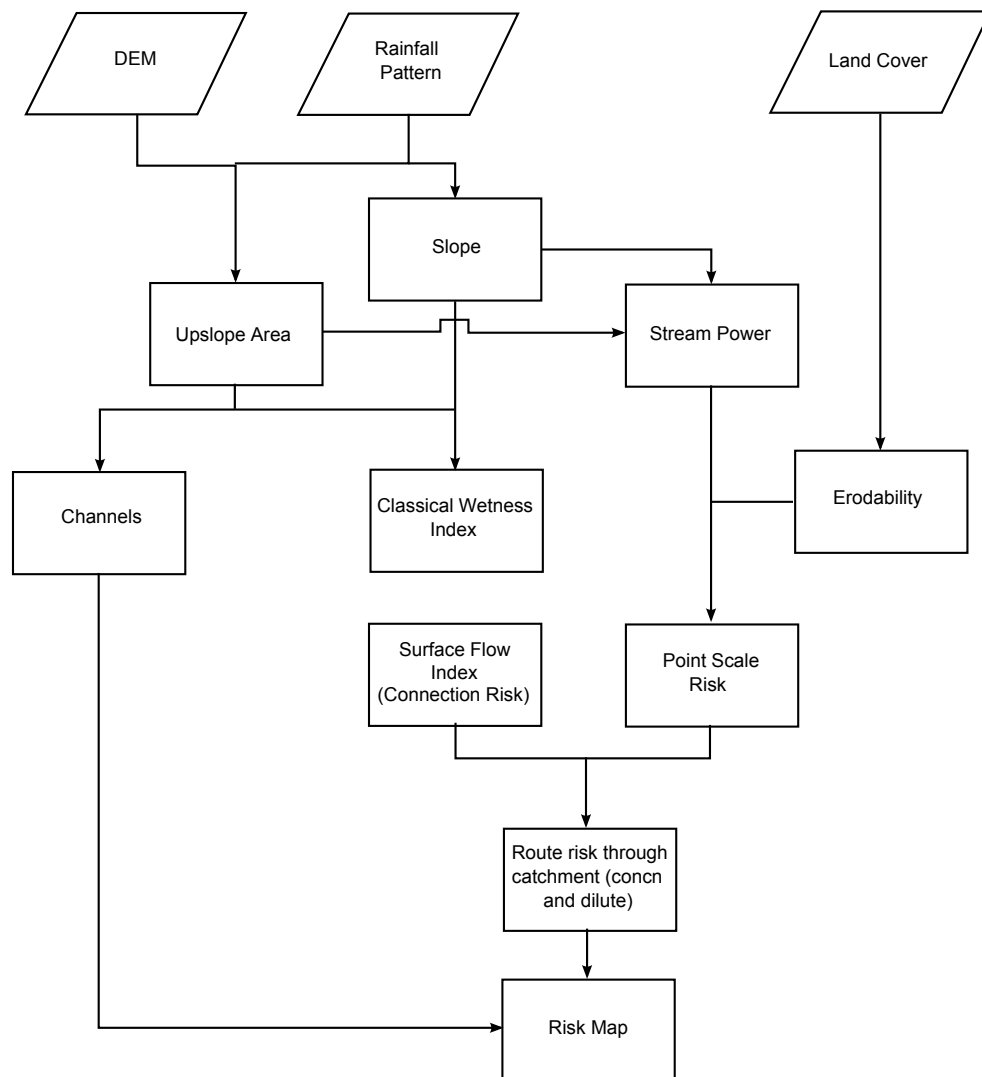 DEM
Rainfall
Pattern
Land Cover
Slope
Upslope Area
Stream Power
Channels
Classical Wetness
Index
Erodability
Surface Flow
Index
(Connection Risk)
Point Scale
Risk
Route risk through
catchment (concn
and dilute)
Risk Map